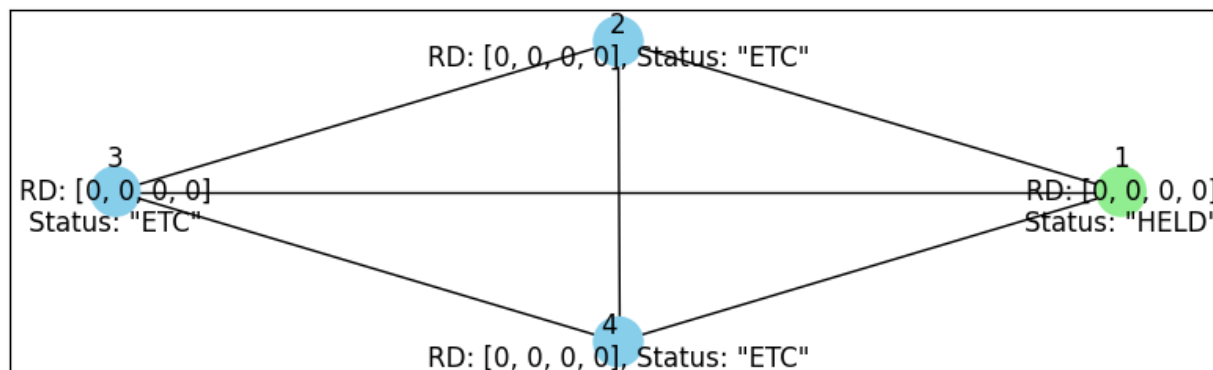 2
RD: [0, 0, 0, 0], Status: "ETC"
3
RD: [0, 0, 0, 0]
Status: "ETC"
1
RD: [0, 0, 0, 0]
Status: "HELD"
4
RD: [0, 0, 0, 0], Status: "ETC"